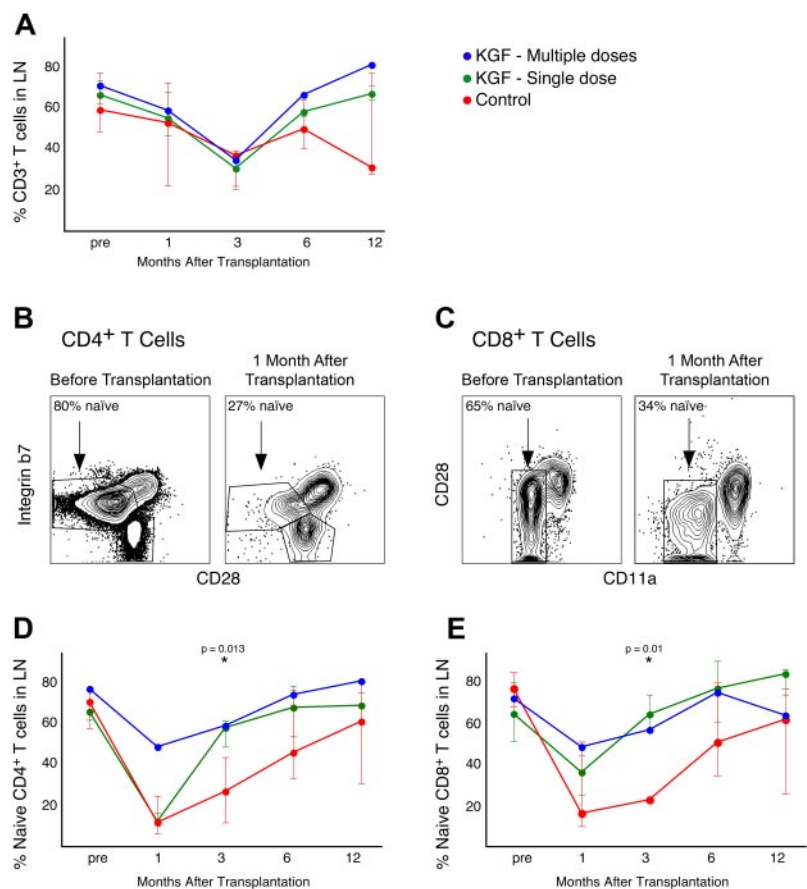 A
% CD3+ T cells in LN
80
60
40
20
pre
1
3
6
12
Months After Transplantation
KGF - Multiple doses
KGF - Single dose
Control
B
CD4+ T Cells
Before Transplantation
1 Month After
Transplantation
80% naïve
27% naïve
Integrin b7
CD28
C
CD8+ T Cells
Before Transplantation
1 Month After
Transplantation
65% naïve
34% naïve
CD28
CD11a
D
p = 0.013
*
% Naive CD4+ T cells in LN
80
60
40
20
pre
1
3
6
12
Months After Transplantation
E
p = 0.01
*
% Naive CD8+ T cells in LN
80
60
40
20
pre
1
3
6
12
Months After Transplantation